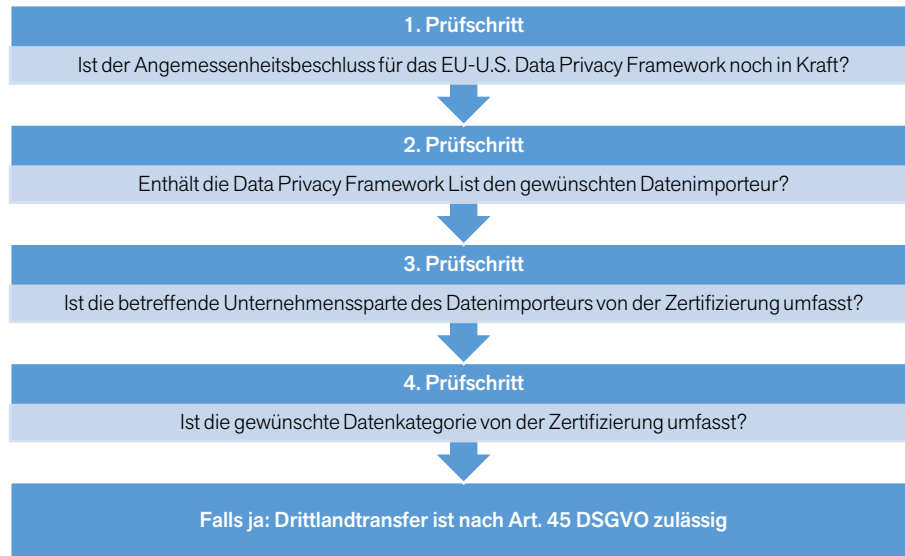 1. Prüfschritt
Ist der Angemessenheitsbeschluss für das EU-U.S. Data Privacy Framework noch in Kraft?
2. Prüfschritt
Enthält die Data Privacy Framework List den gewünschten Datenimporteur?
3. Prüfschritt
Ist die betreffende Unternehmenssparte des Datenimporteurs von der Zertifizierung umfasst?
4. Prüfschritt
Ist die gewünschte Datenkategorie von der Zertifizierung umfasst?
Falls ja: Drittlandtransfer ist nach Art. 45 DSGVO zulässig